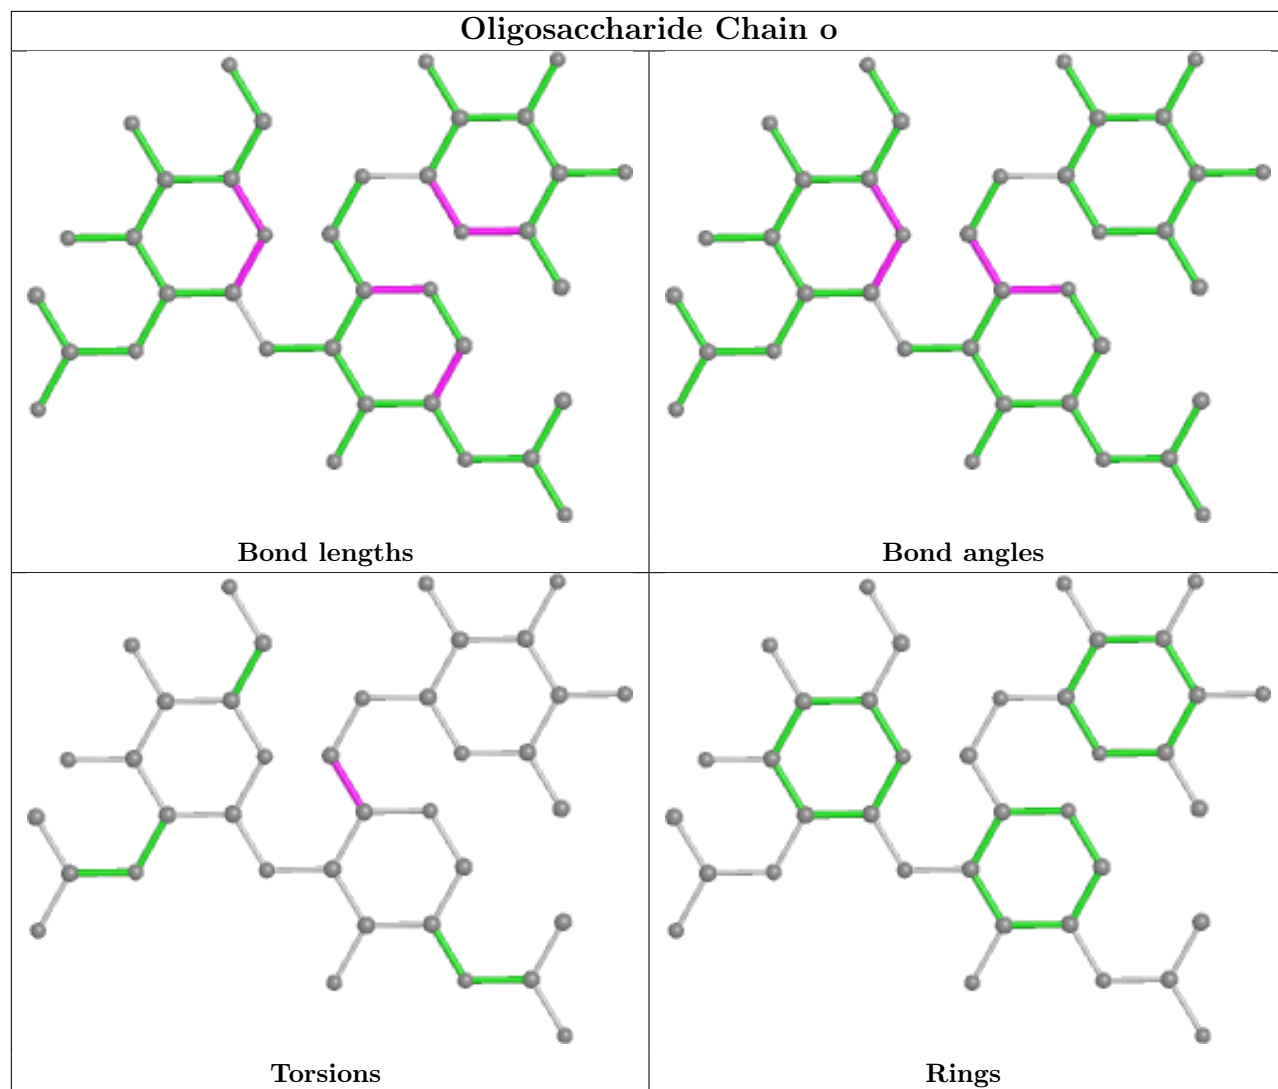 Oligosaccharide Chain o
Bond lengths
Bond angles
Torsions
Rings